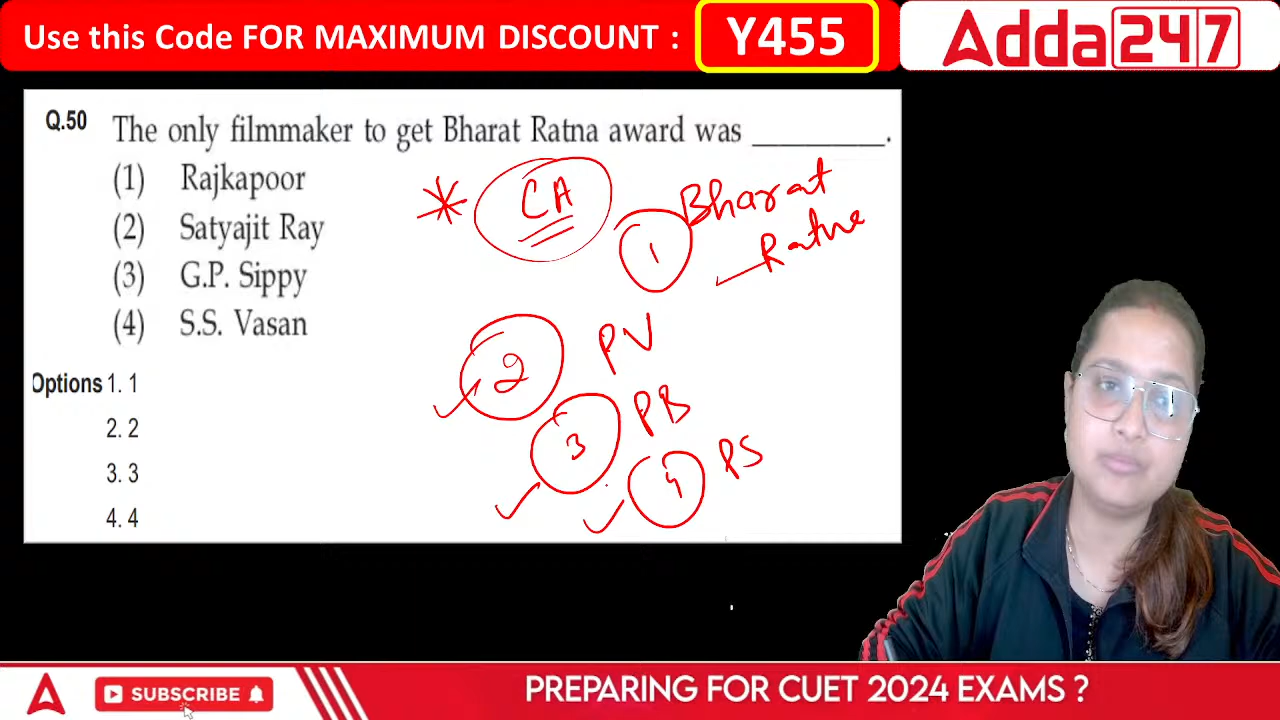 Use this Code FOR MAXIMUM DISCOUNT :
Y455
Adda247
Q.50 The only filmmaker to get Bharat Ratna award was ________.
(1) Rajkapoor
(2) Satyajit Ray
(3) G.P. Sippy
(4) S.S. Vasan
Options 1. 1
2. 2
3. 3
4. 4
CA
1 Bharat
Ratna
2 PV
3 PB
4 PS
SUBSCRIBE
PREPARING FOR CUET 2024 EXAMS ?